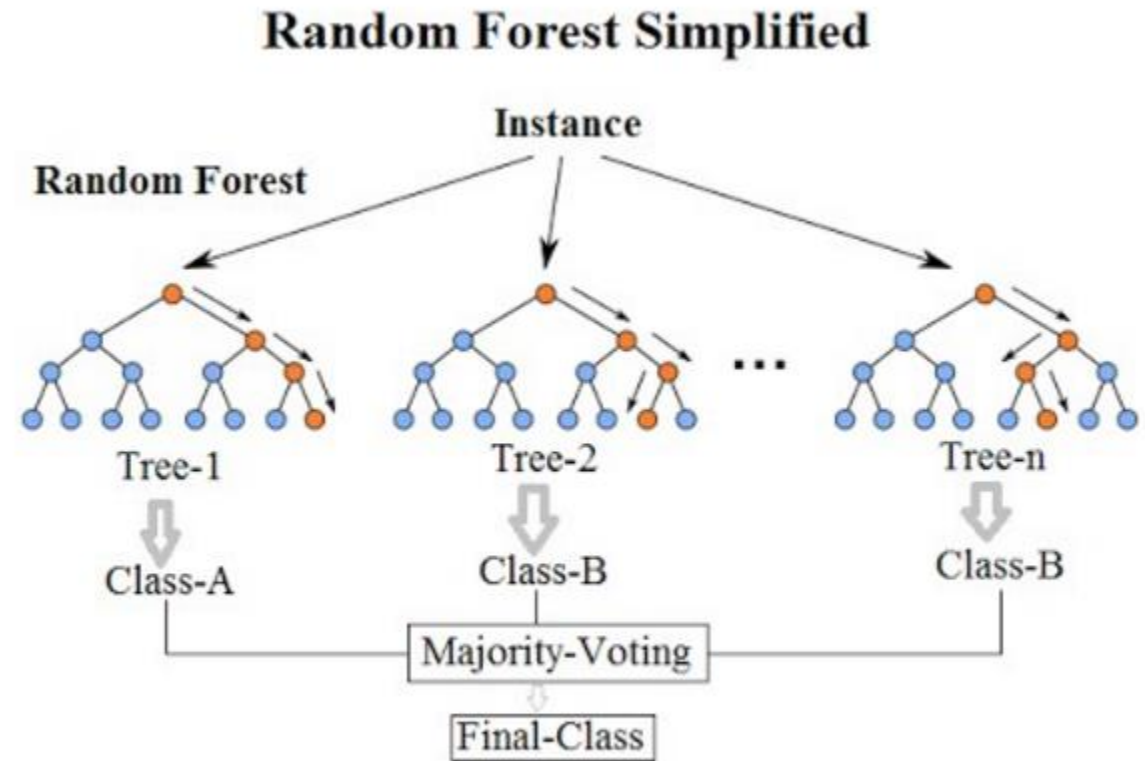 Random Forest Simplified
Instance
Random Forest
...
Tree-1
Tree-2
Tree-n
Class-A
Class-B
Class-B
Majority-Voting
Final-Class